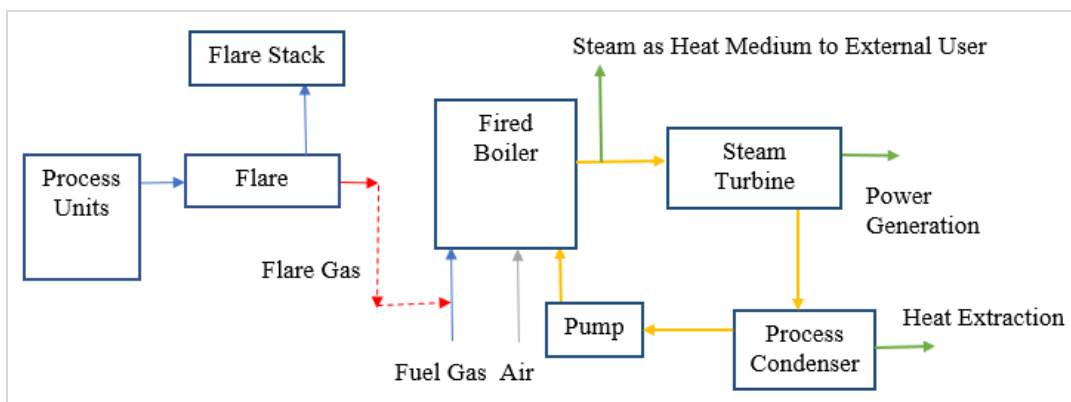 Steam as Heat Medium to External User
Flare Stack
Fired
Boiler
Process
Units
Flare
Steam
Turbine
Power
Generation
Flare Gas
Pump
Process
Condenser
Heat Extraction
Fuel Gas
Air